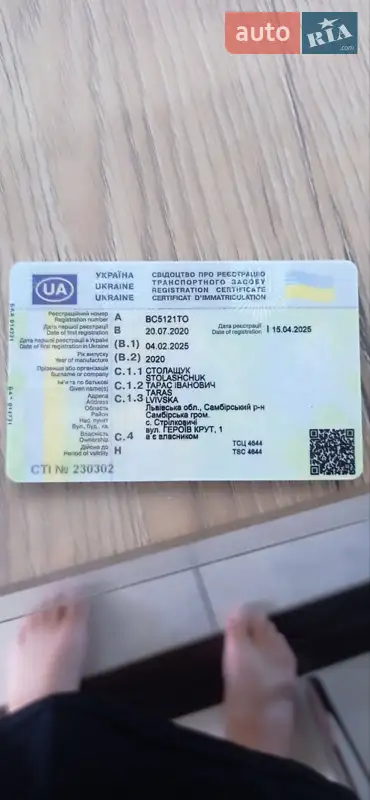 auto RIA .com
УКРАЇНА
UKRAINE
UKRAINE
СВІДОЦТВО ПРО РЕЄСТРАЦІЮ
ТРАНСПОРТНОГО ЗАСОБУ
REGISTRATION CERTIFICATE
CERTIFICAT D'IMMATRICULATION
UA
Реєстраційний номер
Registration number A BC5121TO
Дата першої реєстрації
Date of first registration B 20.07.2020
Дата реєстрації
Date of registration I 15.04.2025
Дата першої реєстрації в Україні
Date of first registration in Ukraine (B.1) 04.02.2025
Рік випуску
Year of manufacture (B.2) 2020
Прізвище або організація
Surname or company C.1.1 СТОЛАЩУК
STOLASHCHUK
Ім'я та по батькові
Given name(s) C.1.2 ТАРАС ІВАНОВИЧ
TARAS
Адреса
Address C.1.3 LVIVSKA
Область Львівська обл., Самбірський р-н
Район Самбірська гром.
Нас. пункт с. Стрілковичі
Вул., буд., кв. вул. ГЕРОЇВ КРУТ, 1
Власність
Ownership C.4 а є власником
Дійсно до
Period of validity H
ТСЦ 4644
TSC 4644
СТІ № 230302